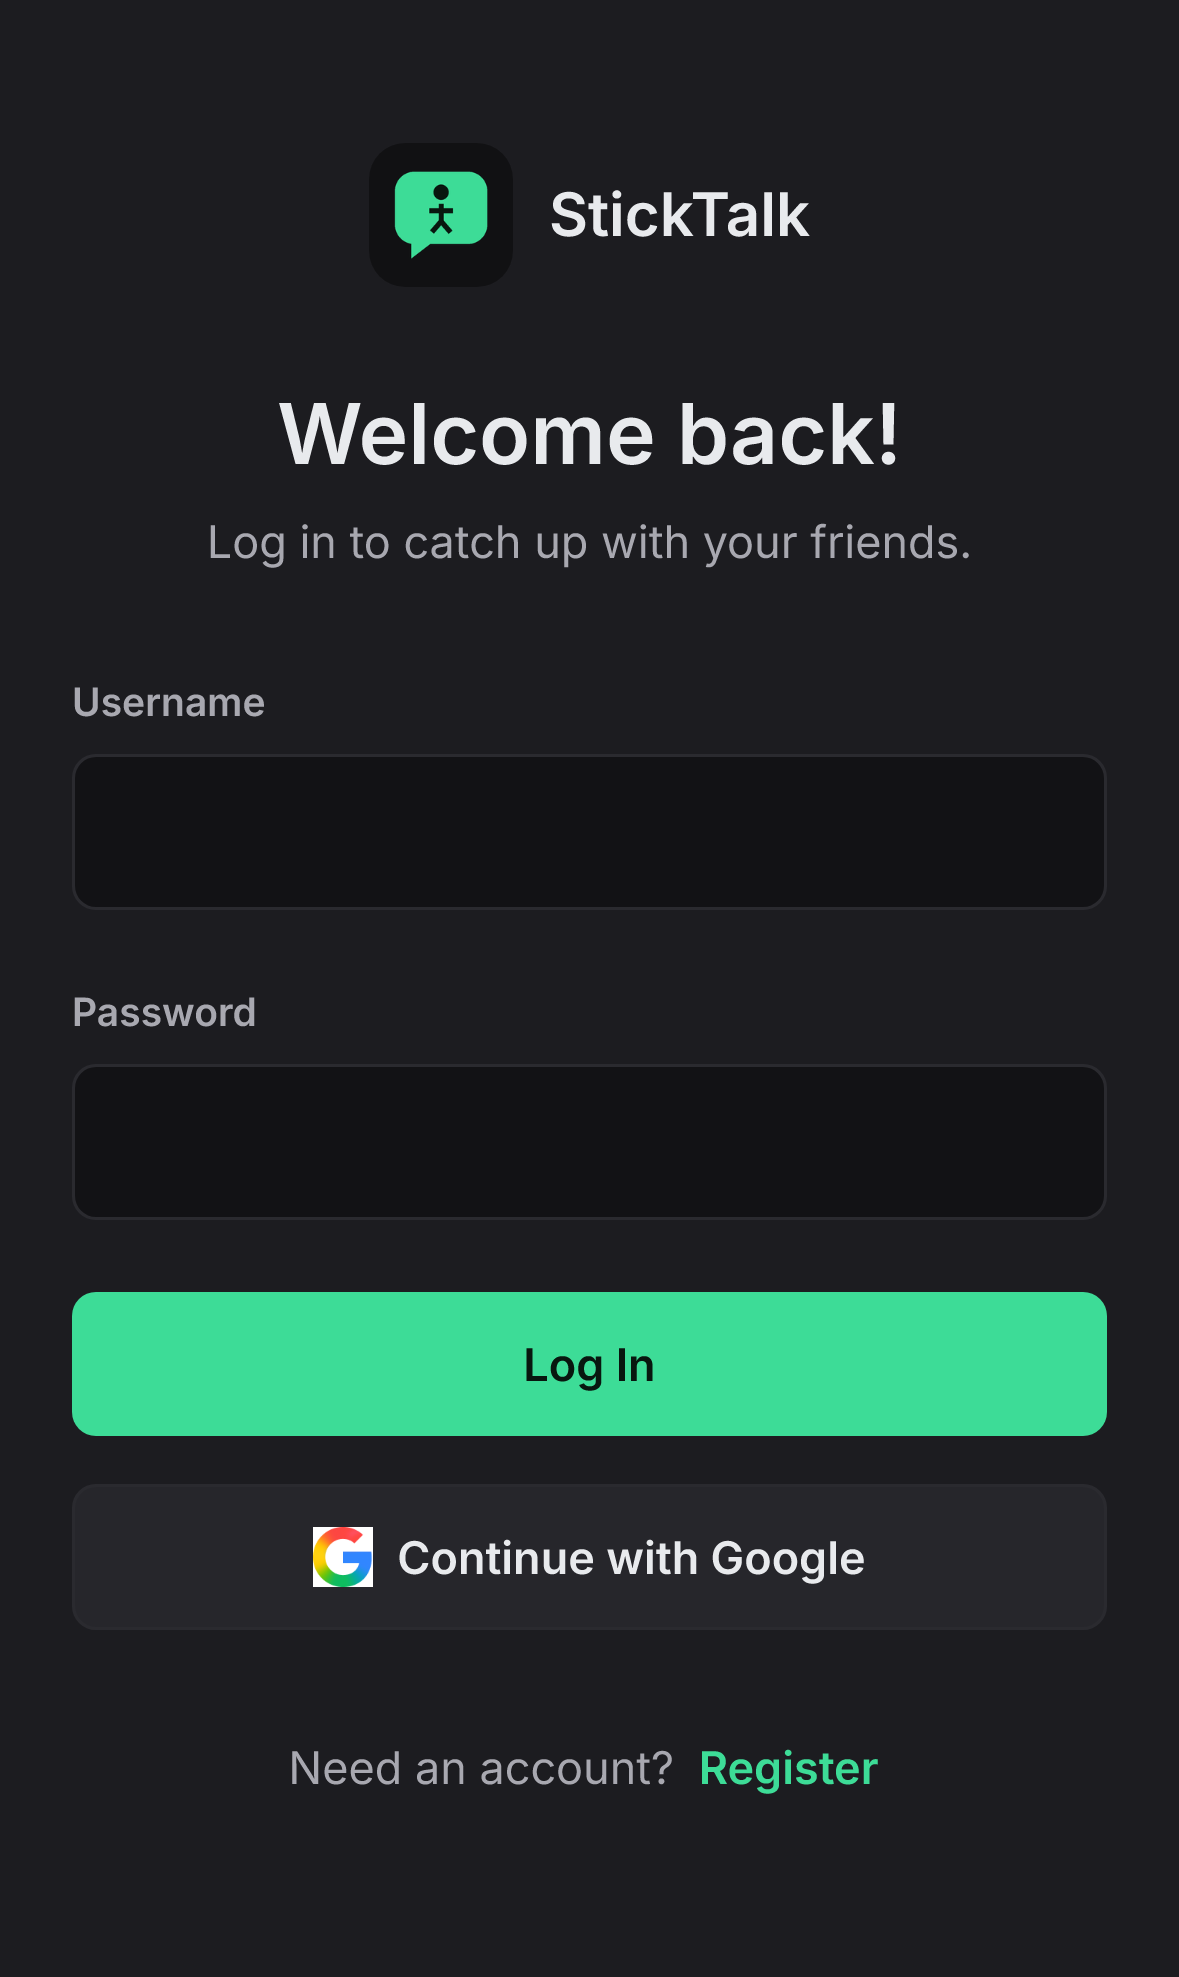 StickTalk
Welcome back!
Log in to catch up with your friends.
Username
Password
Log In
Continue with Google
Need an account? Register